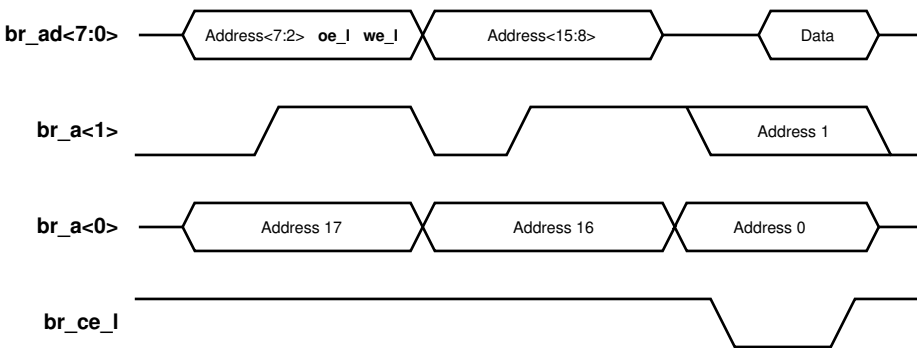 br_ad<7:0> Address<7:2> oe_l we_l Address<15:8> Data
br_a<1> Address 1
br_a<0> Address 17 Address 16 Address 0
br_ce_l